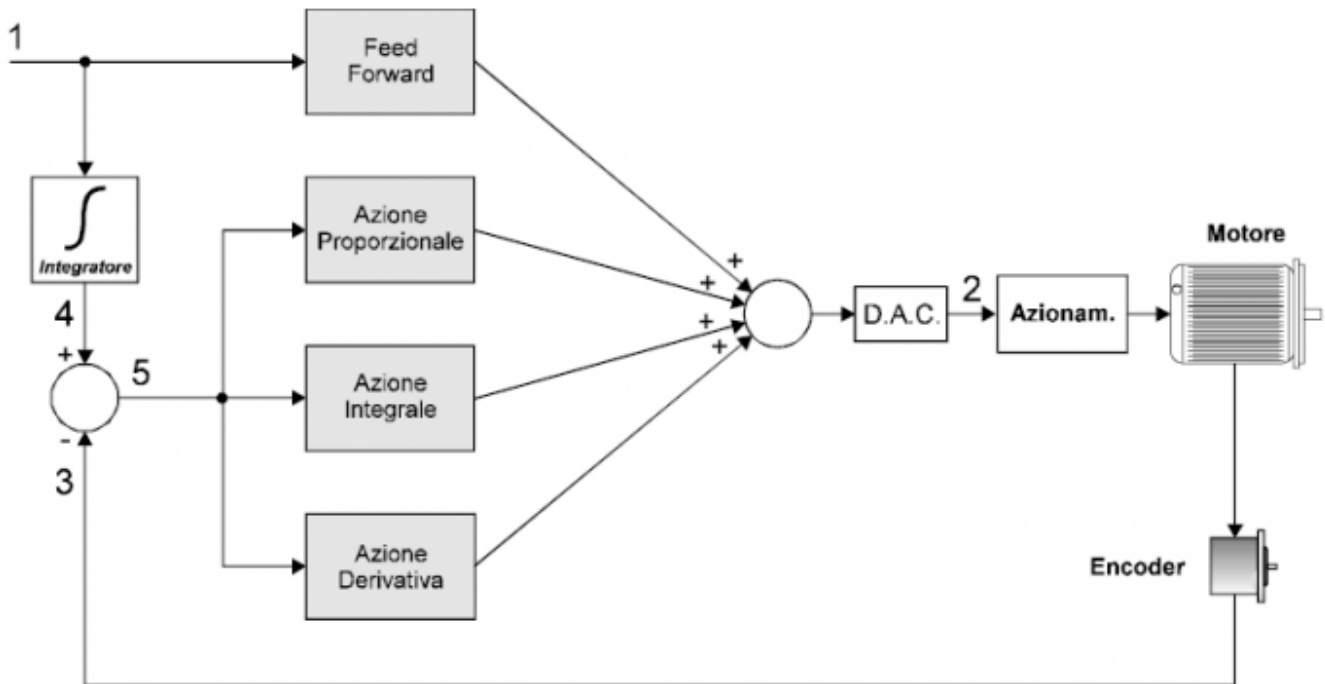 1
Feed
Forward
Integratore
Azione
Proporzionale
4
+
5
-
3
Azione
Integrale
Azione
Derivativa
+
+
+
+
D.A.C.
2
Azionam.
Motore
Encoder